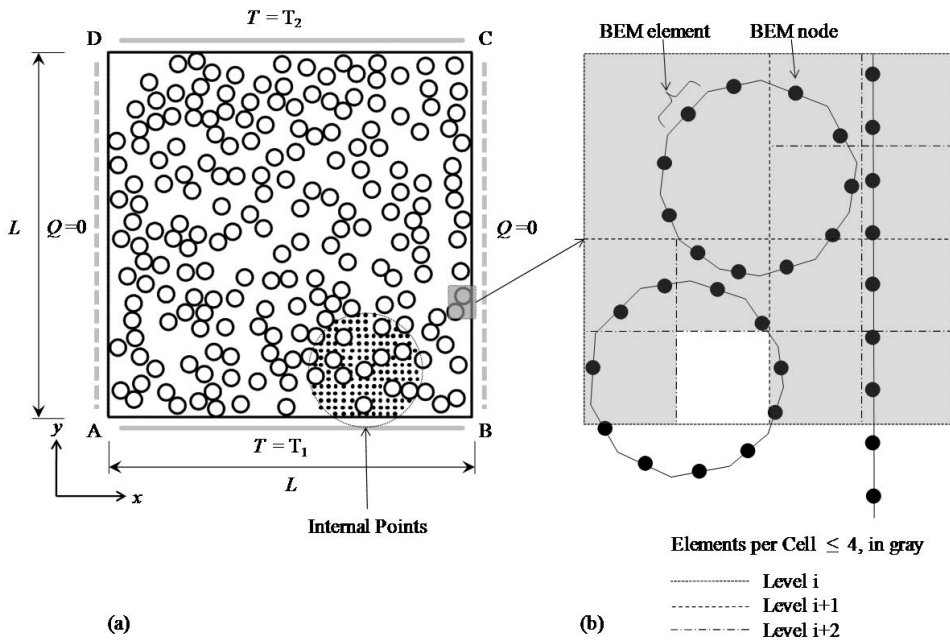 T = T₂
D
C
L
Q=0
Q=0
A
B
T = T₁
y
x
L
Internal Points
(a)
BEM element
BEM node
Elements per Cell ≤ 4, in gray
Level i
Level i+1
Level i+2
(b)